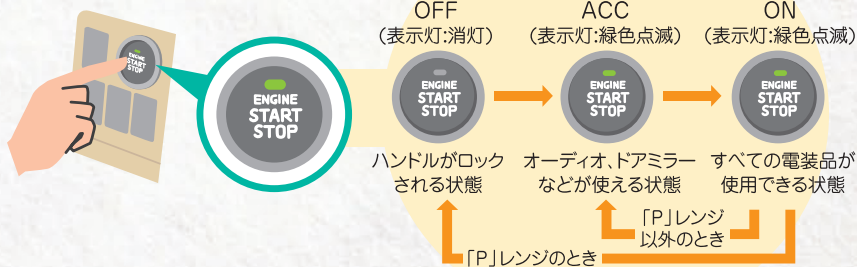 ENGINE
START
STOP
ENGINE
START
STOP
OFF
(表示灯:消灯)
ENGINE
START
STOP
ハンドルがロック
される状態
ACC
(表示灯:緑色点滅)
ENGINE
START
STOP
オーディオ、ドアミラー
などが使える状態
ON
(表示灯:緑色点滅)
ENGINE
START
STOP
すべての電装品が
使用できる状態
「P」レンジ
以外のとき
「P」レンジのとき